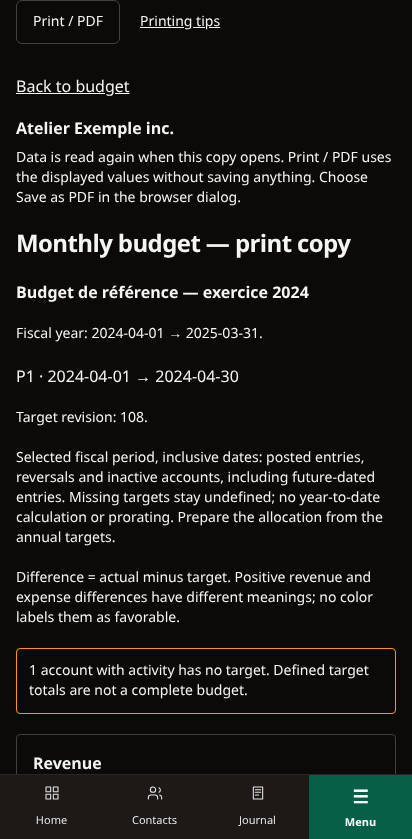 Print / PDF
Printing tips
Back to budget
Atelier Exemple inc.
Data is read again when this copy opens. Print / PDF uses
the displayed values without saving anything. Choose
Save as PDF in the browser dialog.
Monthly budget — print copy
Budget de référence — exercice 2024
Fiscal year: 2024-04-01 → 2025-03-31.
P1 · 2024-04-01 → 2024-04-30
Target revision: 108.
Selected fiscal period, inclusive dates: posted entries,
reversals and inactive accounts, including future-dated
entries. Missing targets stay undefined; no year-to-date
calculation or prorating. Prepare the allocation from the
annual targets.
Difference = actual minus target. Positive revenue and
expense differences have different meanings; no color
labels them as favorable.
1 account with activity has no target. Defined target
totals are not a complete budget.
Revenue
Home
Contacts
Journal
Menu